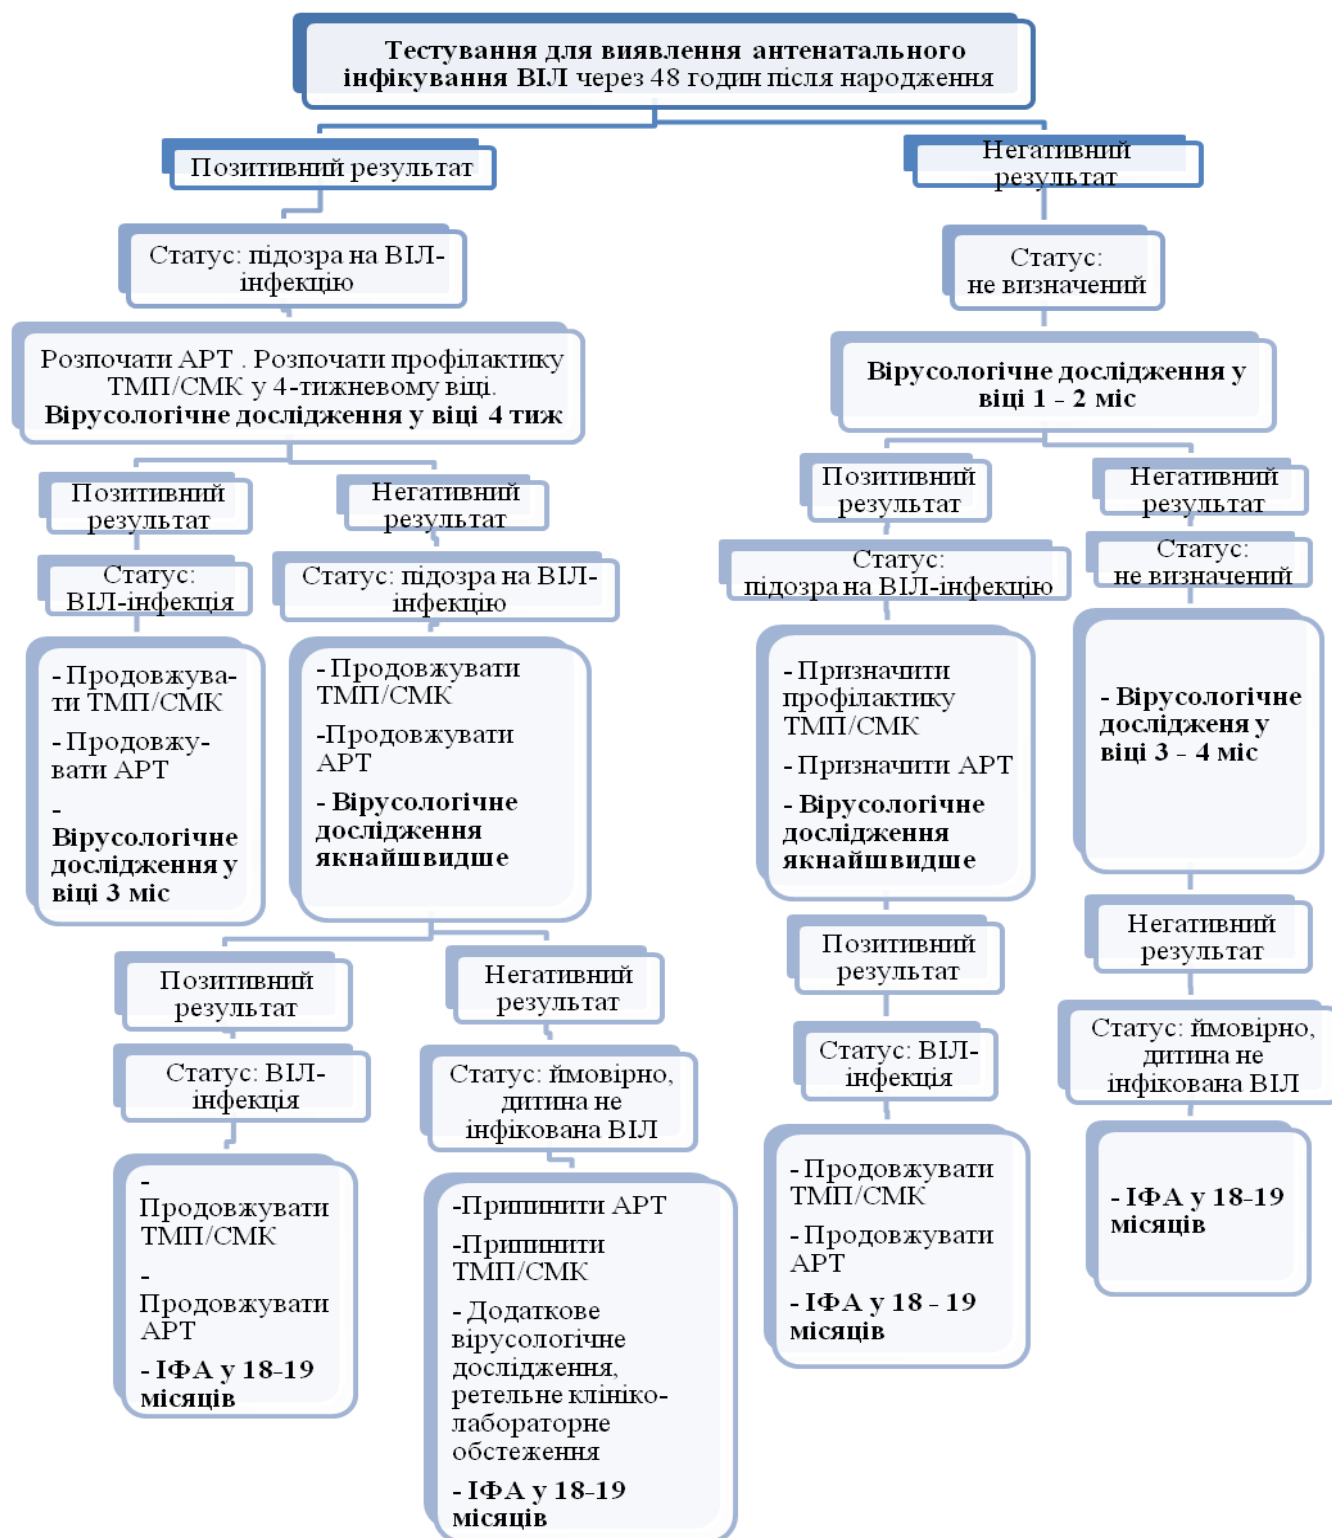 Тестування для виявлення антенатального
інфікування ВІЛ через 48 годин після народження
Позитивний результат
Негативний
результат
Статус: підозра на ВІЛ-
інфекцію
Статус:
не визначений
Розпочати АРТ . Розпочати профілактику
ТМП/СМК у 4-тижневому віці.
Вірусологічне дослідження у віці 4 тиж
Вірусологічне дослідження у
віці 1 - 2 міс
Позитивний
результат
Негативний
результат
Позитивний
результат
Негативний
результат
Статус:
ВІЛ-інфекція
Статус: підозра на ВІЛ-
інфекцію
Статус:
підозра на ВІЛ-інфекцію
Статус:
не визначений
- Продовжува-
ти ТМП/СМК
- Продовжу-
вати АРТ
-
Вірусологічне
дослідження у
віці 3 міс
- Продовжувати
ТМП/СМК
-Продовжувати
АРТ
- Вірусологічне
дослідження
якнайшвидше
- Призначити
профілактику
ТМП/СМК
- Призначити АРТ
- Вірусологічне
дослідження
якнайшвидше
- Вірусологічне
дослідженя у
віці 3 - 4 міс
Позитивний
результат
Негативний
результат
Позитивний
результат
Негативний
результат
Статус: ВІЛ-
інфекція
Статус: ймовірно,
дитина не
інфікована ВІЛ
Статус: ВІЛ-
інфекція
Статус: ймовірно,
дитина не
інфікована ВІЛ
-
Продовжувати
ТМП/СМК
-
Продовжувати
АРТ
- ІФА у 18-19
місяців
-Припинити АРТ
-Припинити
ТМП/СМК
- Додаткове
вірусологічне
дослідження,
ретельне клініко-
лабораторне
обстеження
- ІФА у 18-19
місяців
- Продовжувати
ТМП/СМК
- Продовжувати
АРТ
- ІФА у 18 - 19
місяців
- ІФА у 18-19
місяців